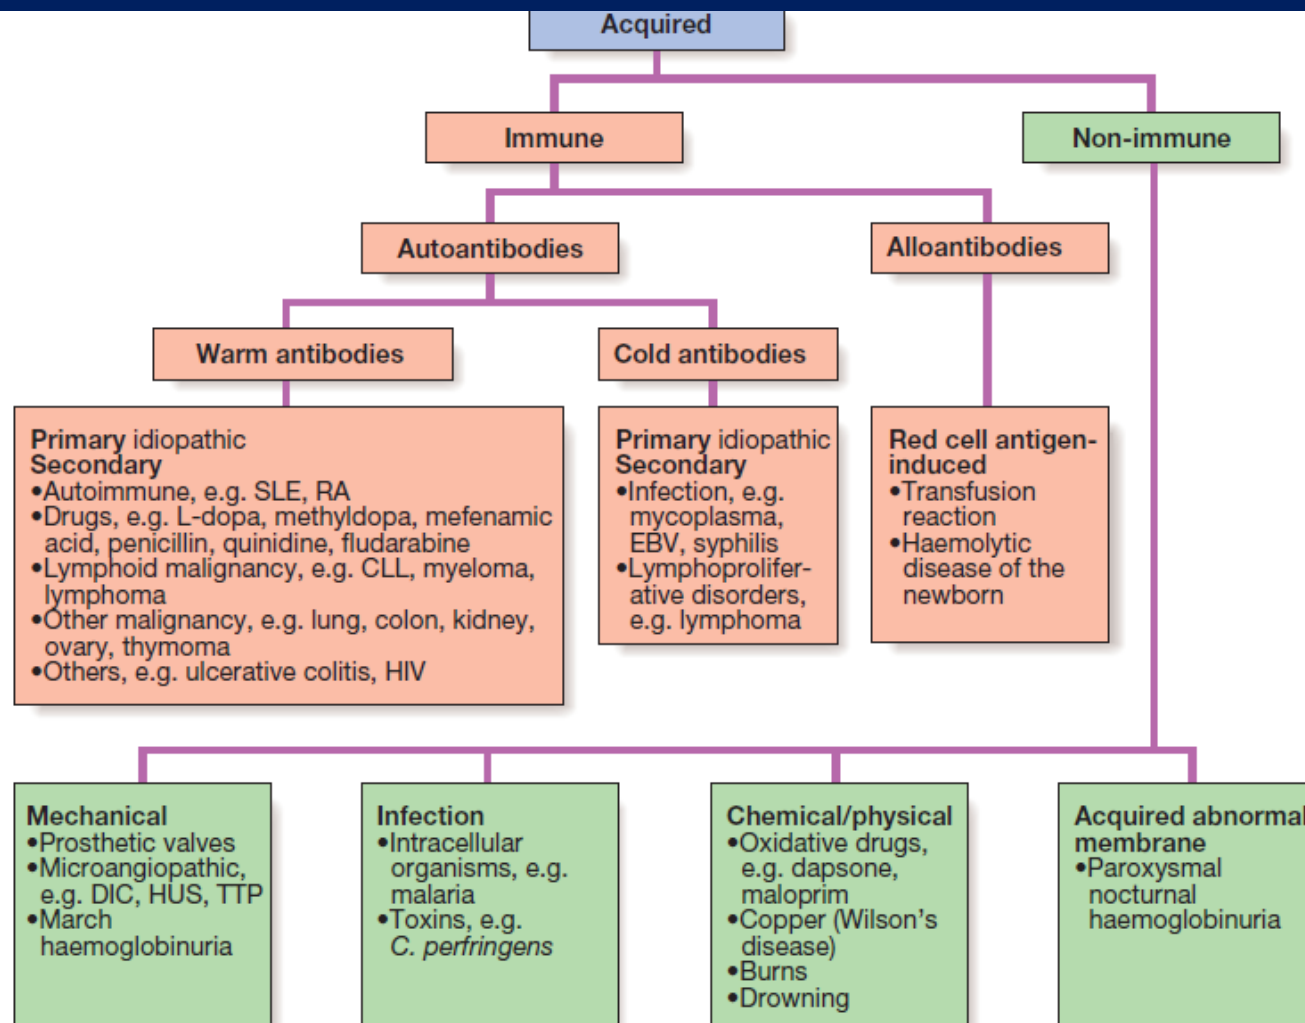 Acquired
Immune
Non-immune
Autoantibodies
Alloantibodies
Warm antibodies
Cold antibodies
Primary idiopathic
Secondary
•Autoimmune, e.g. SLE, RA
•Drugs, e.g. L-dopa, methyldopa, mefenamic
acid, penicillin, quinidine, fludarabine
•Lymphoid malignancy, e.g. CLL, myeloma,
lymphoma
•Other malignancy, e.g. lung, colon, kidney,
ovary, thymoma
•Others, e.g. ulcerative colitis, HIV
Primary idiopathic
Secondary
•Infection, e.g.
mycoplasma,
EBV, syphilis
•Lymphoprolifer-
ative disorders,
e.g. lymphoma
Red cell antigen-
induced
•Transfusion
reaction
•Haemolytic
disease of the
newborn
Mechanical
•Prosthetic valves
•Microangiopathic,
e.g. DIC, HUS, TTP
•March
haemoglobinuria
Infection
•Intracellular
organisms, e.g.
malaria
•Toxins, e.g.
C. perfringens
Chemical/physical
•Oxidative drugs,
e.g. dapsone,
maloprim
•Copper (Wilson's
disease)
•Burns
•Drowning
Acquired abnormal
membrane
•Paroxysmal
nocturnal
haemoglobinuria